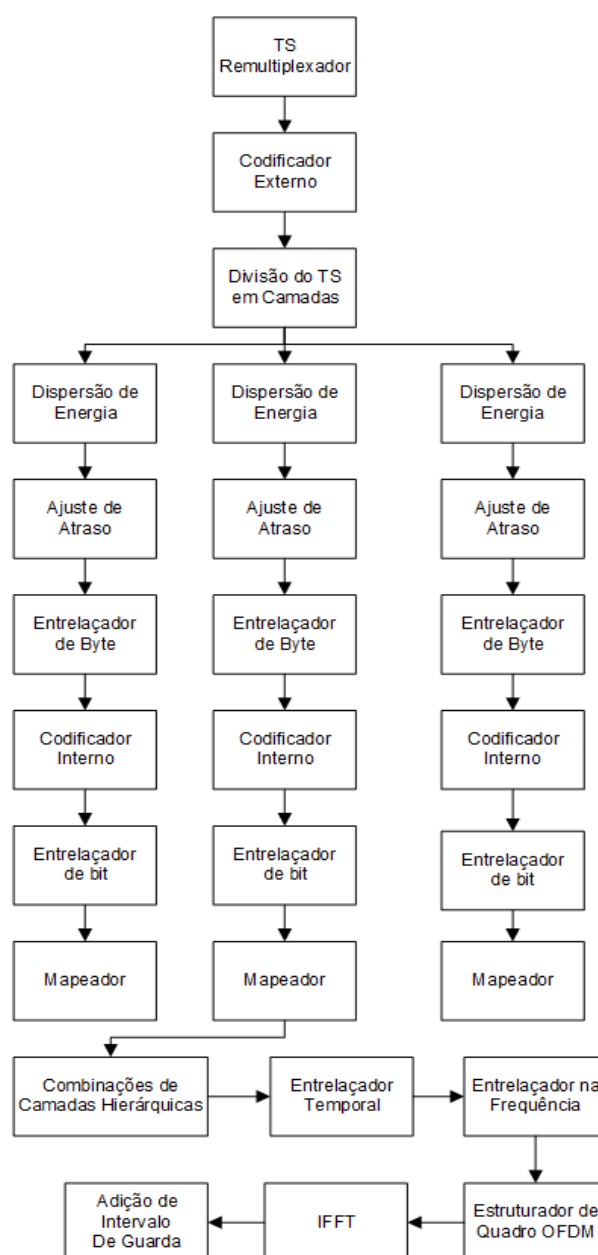 TS
Remultiplexador
Codificador
Externo
Divisão do TS
em Camadas
Dispersão de
Energia
Dispersão de
Energia
Dispersão de
Energia
Ajuste de
Atraso
Ajuste de
Atraso
Ajuste de
Atraso
Entrelaçador
de Byte
Entrelaçador
de Byte
Entrelaçador
de Byte
Codificador
Interno
Codificador
Interno
Codificador
Interno
Entrelaçador
de bit
Entrelaçador
de bit
Entrelaçador
de bit
Mapeador
Mapeador
Mapeador
Combinações de
Camadas Hierárquicas
Entrelaçador
Temporal
Entrelaçador na
Frequência
Adição de
Intervalo
De Guarda
IFFT
Estruturador de
Quadro OFDM